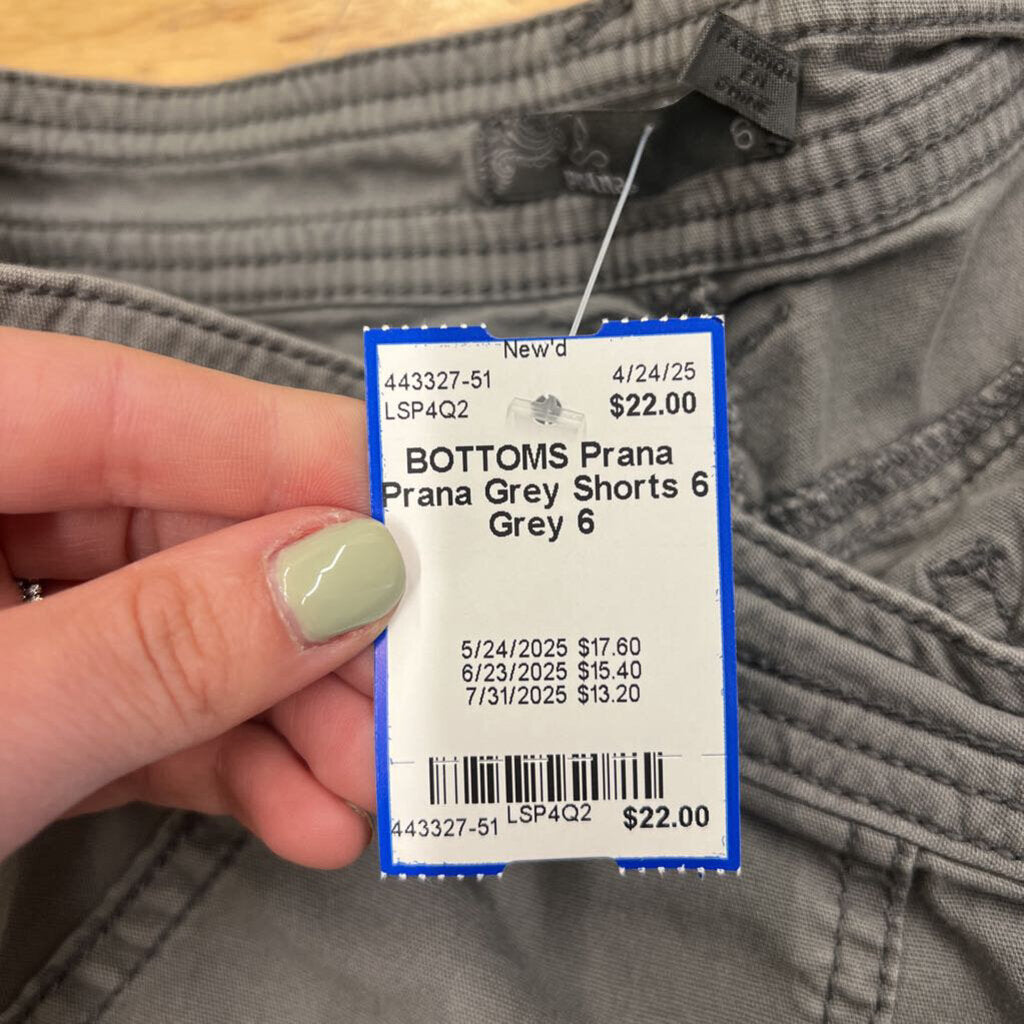 6
New'd
443327-51
4/24/25
LSP4Q2
$22.00
BOTTOMS Prana
Prana Grey Shorts 6
Grey 6
5/24/2025 $17.60
6/23/2025 $15.40
7/31/2025 $13.20
LSP4Q2
443327-51
$22.00